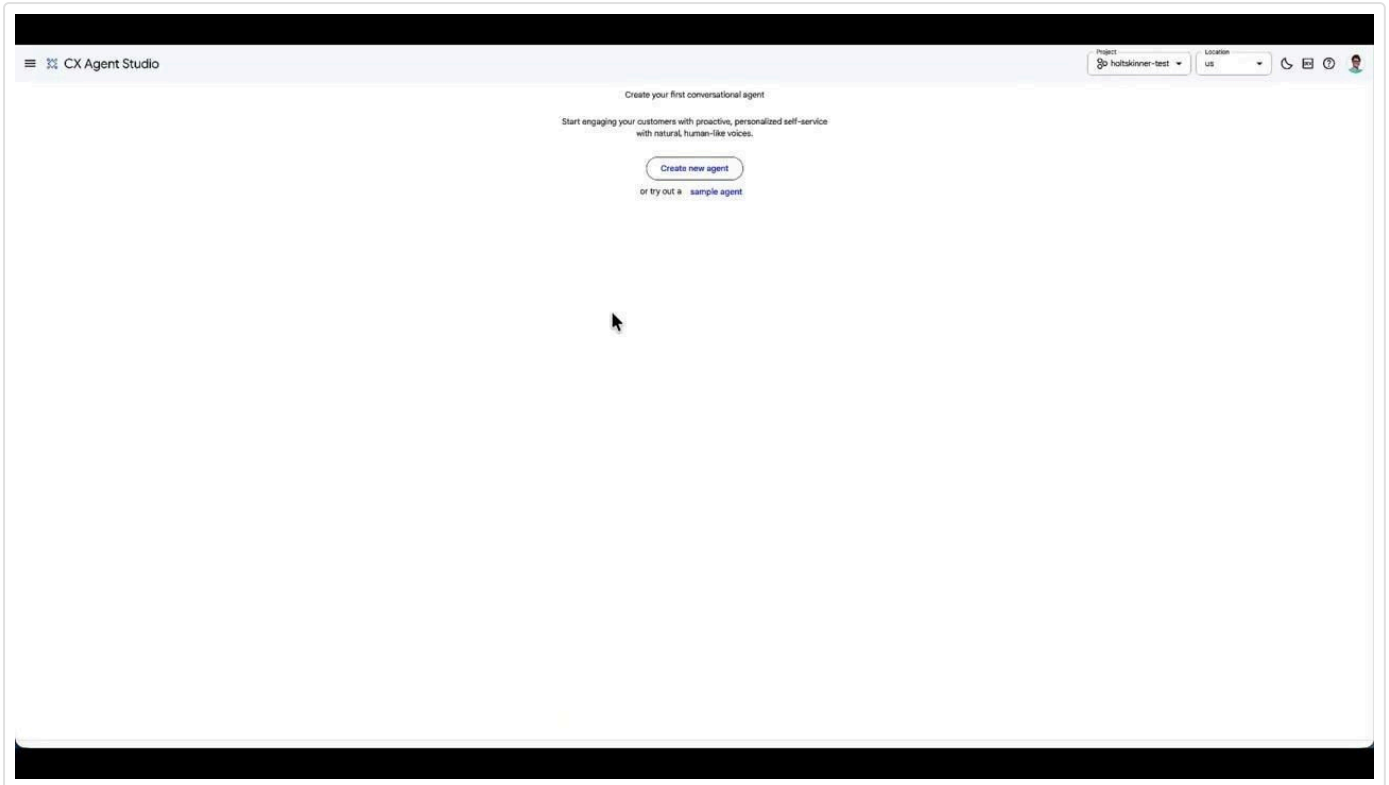 CX Agent Studio
Project
holtskinner-test
Location
us
Create your first conversational agent
Start engaging your customers with proactive, personalized self-service
with natural, human-like voices.
Create new agent
or try out a sample agent